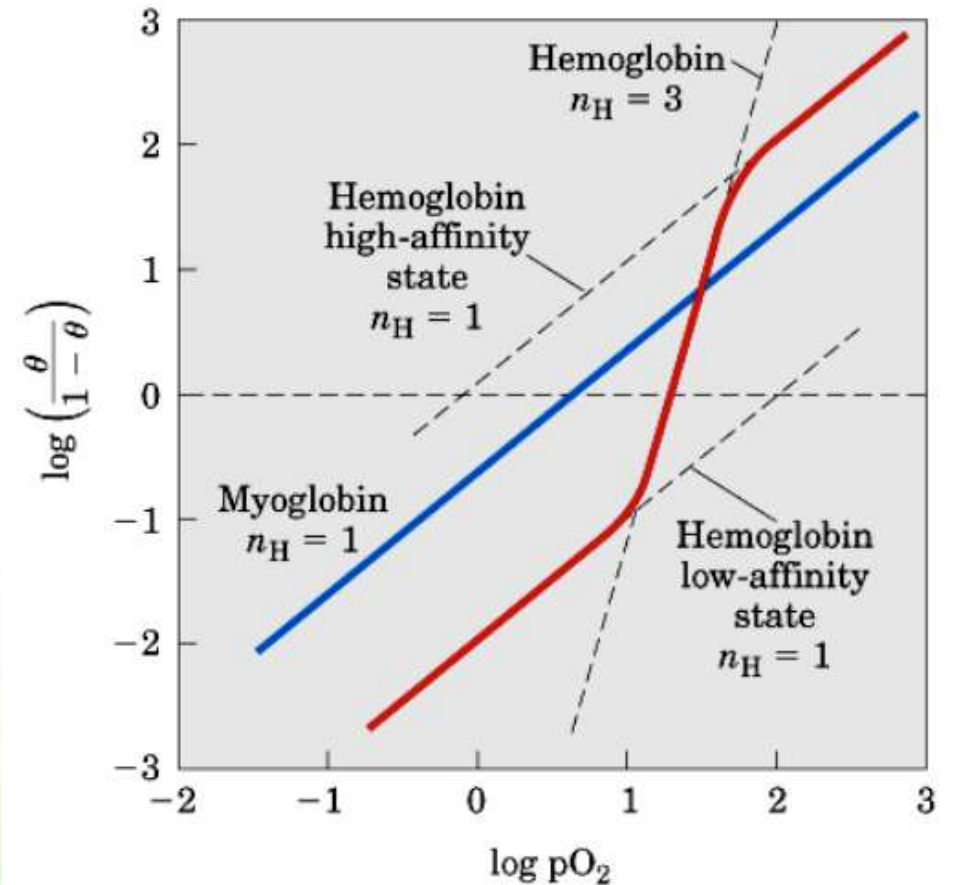 3
Hemoglobin
nH = 3
2
Hemoglobin
high-affinity
state
nH = 1
1
log (θ / 1 − θ)
0
Myoglobin
nH = 1
−1
Hemoglobin
low-affinity
state
nH = 1
−2
−3
−2 −1 0 1 2 3
log pO₂